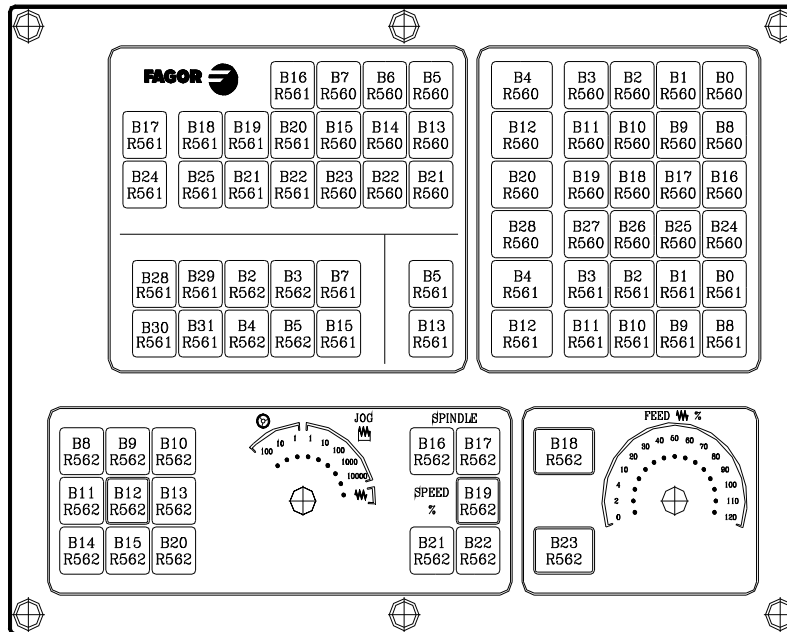 FAGOR
B16 B7 B6 B5
R561 R560 R560 R560
B17 B18 B19 B20 B15 B14 B13
R561 R561 R561 R561 R560 R560 R560
B24 B25 B21 B22 B23 B22 B21
R561 R561 R561 R561 R560 R560 R560
B28 B29 B2 B3 B7 B5
R561 R561 R562 R562 R561 R561
B30 B31 B4 B5 B15 B13
R561 R561 R562 R562 R561 R561
B4 B3 B2 B1 B0
R560 R560 R560 R560 R560
B12 B11 B10 B9 B8
R560 R560 R560 R560 R560
B20 B19 B18 B17 B16
R560 R560 R560 R560 R560
B28 B27 B26 B25 B24
R560 R560 R560 R560 R560
B4 B3 B2 B1 B0
R561 R561 R561 R561 R561
B12 B11 B10 B9 B8
R561 R561 R561 R561 R561
B8 B9 B10
R562 R562 R562
B11 B12 B13
R562 R562 R562
B14 B15 B20
R562 R562 R562
JOG
100 10 1 1 10 100 1000 10000
SPINDLE
B16 B17
R562 R562
SPEED
%
B19
R562
B21 B22
R562 R562
B18
R562
B23
R562
FEED %
0 2 4 10 20 30 40 50 60 70 80 90 100 110 120